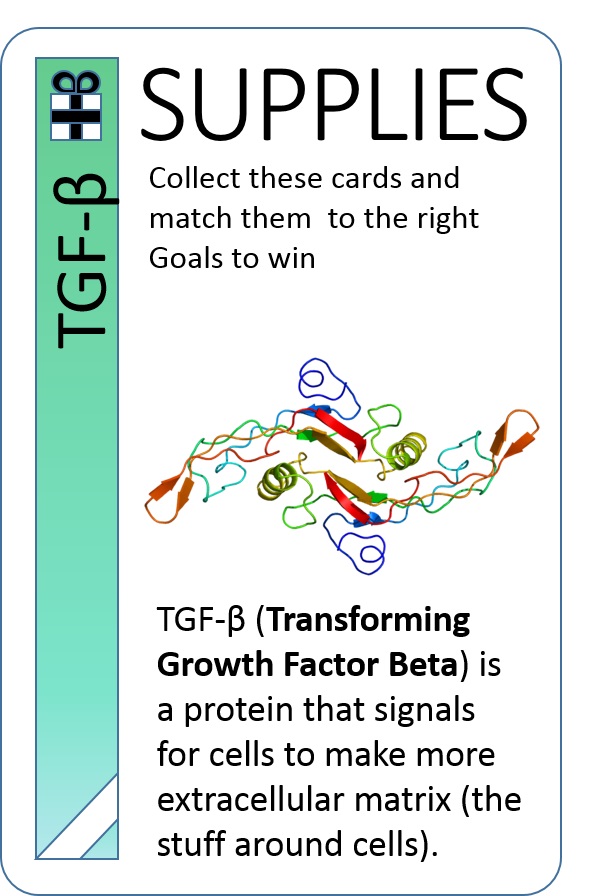 SUPPLIES
TGF-β
Collect these cards and
match them  to the right
Goals to win
TGF-β (Transforming
Growth Factor Beta) is
a protein that signals
for cells to make more
extracellular matrix (the
stuff around cells).